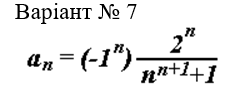 Варіант № 7
aₙ = (-1ⁿ) 2ⁿ / nⁿ⁺¹+1